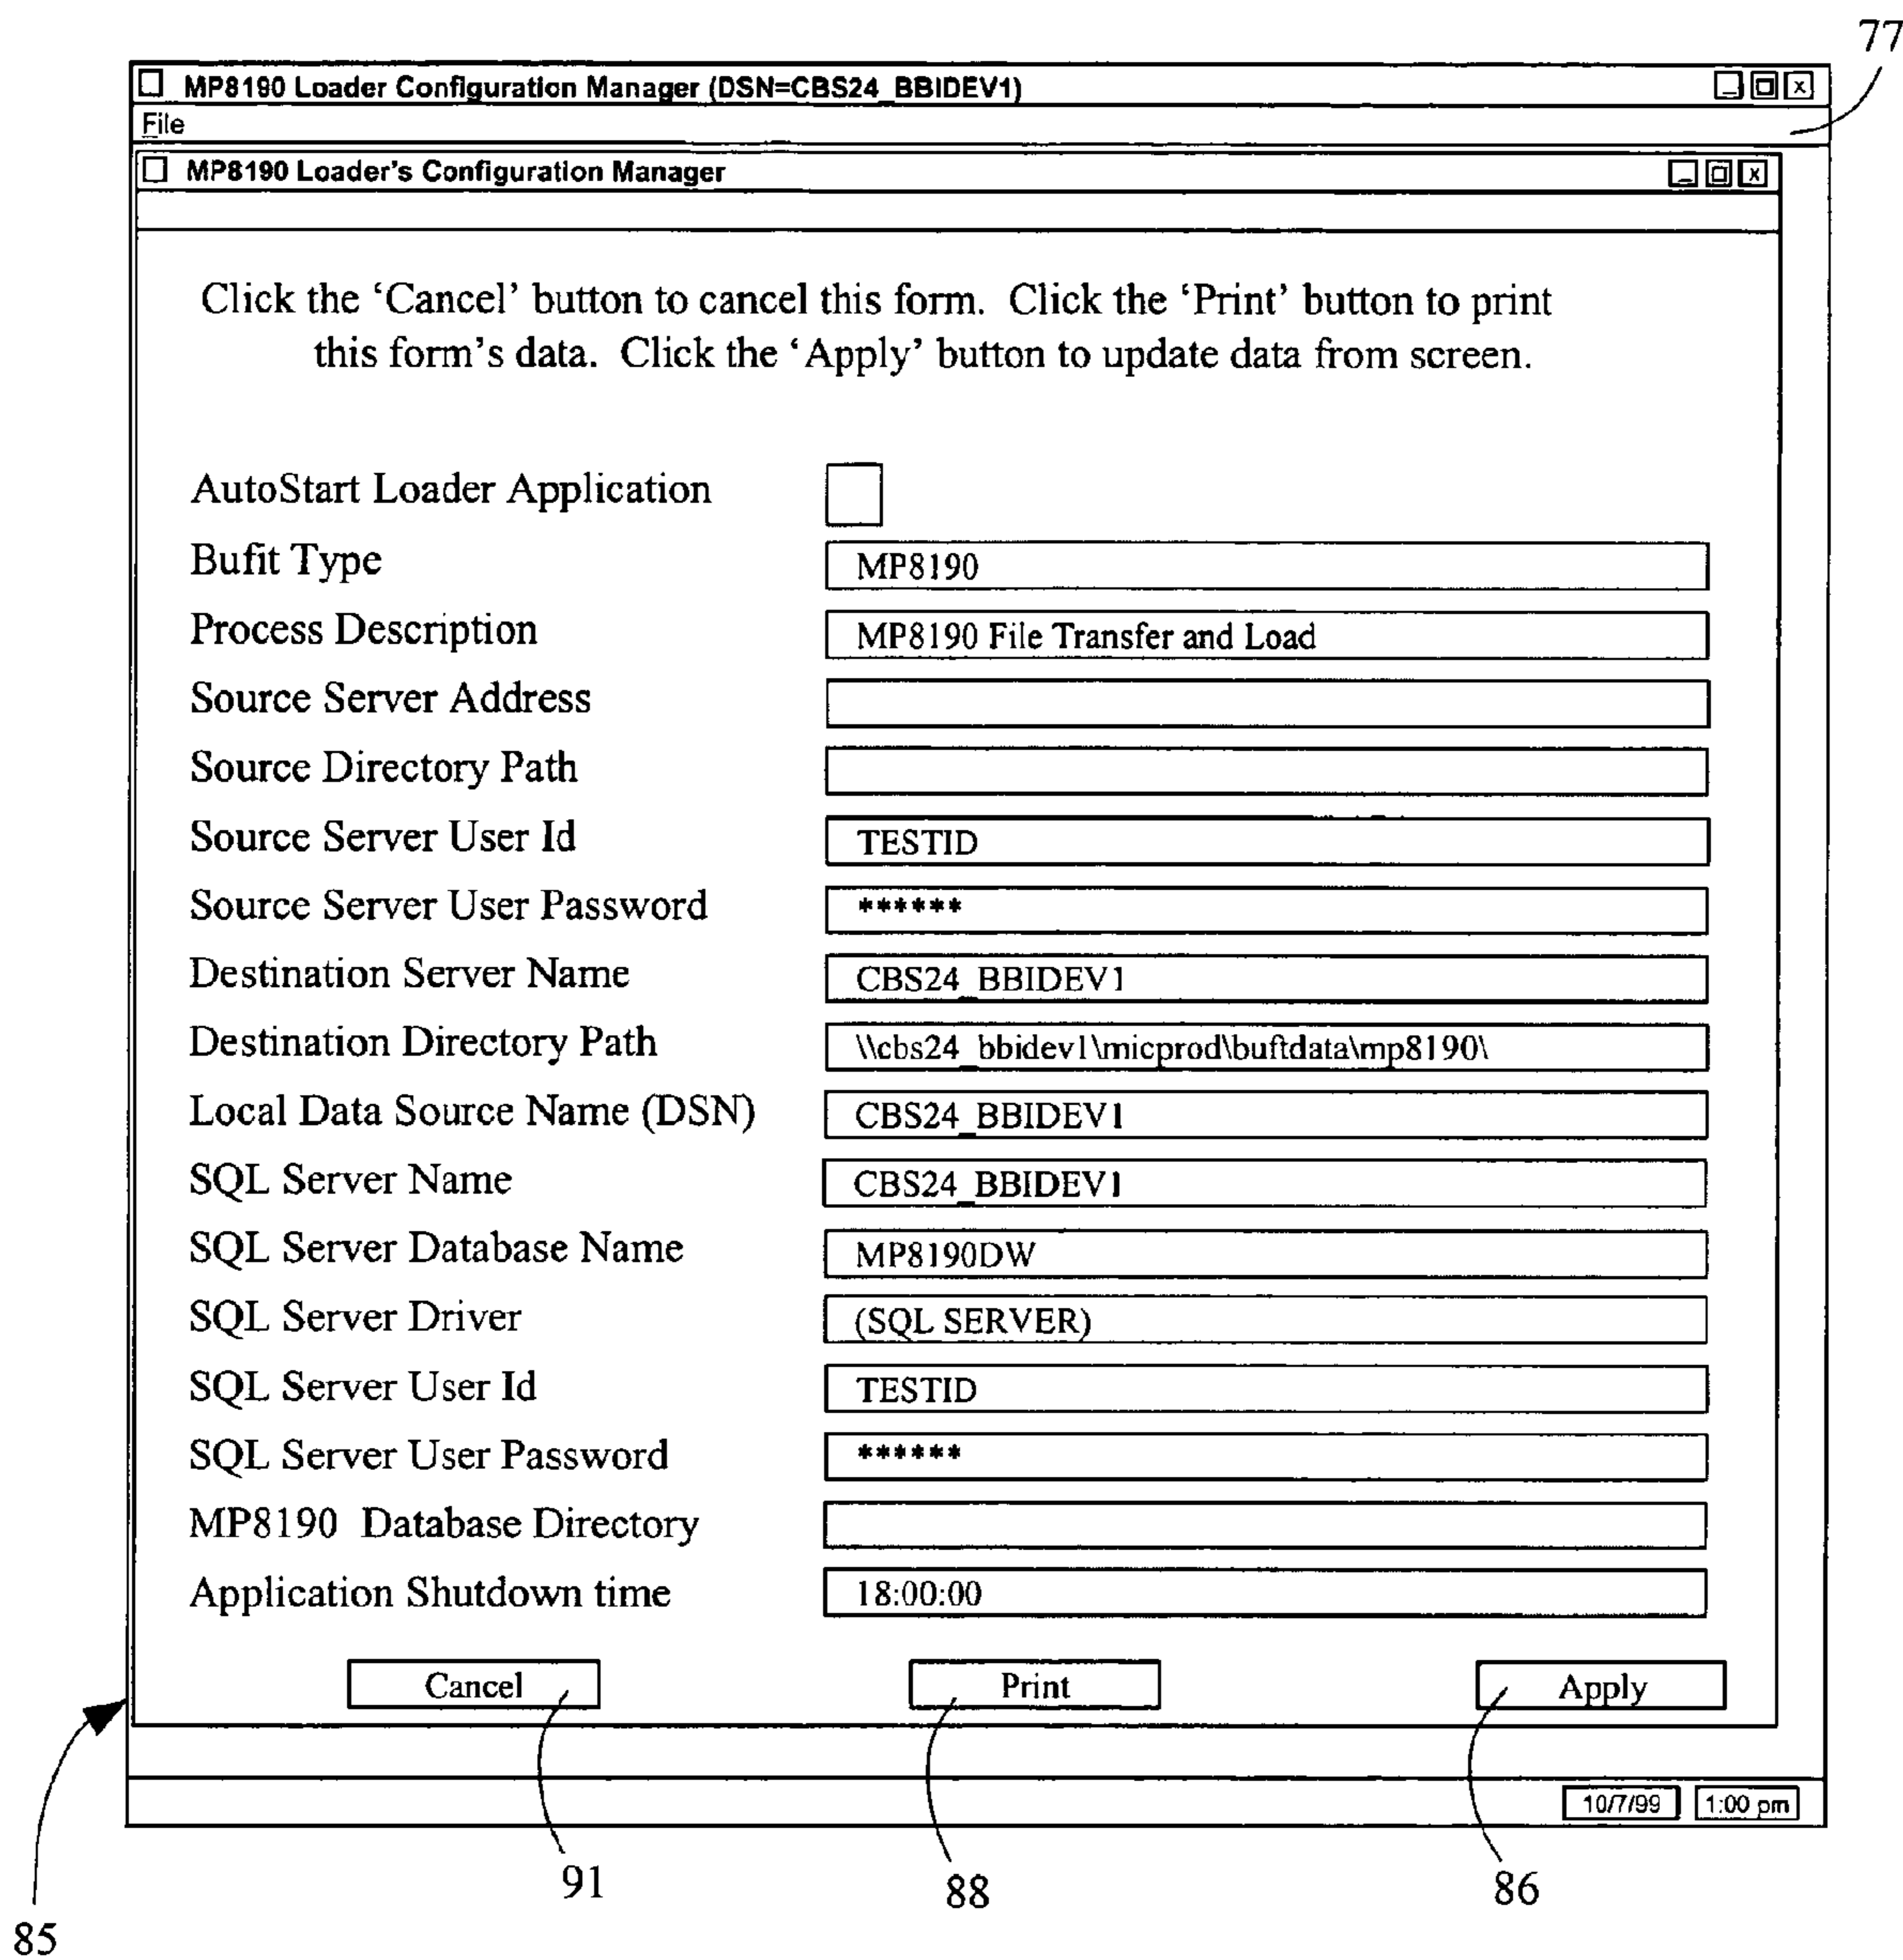 77
MP8190 Loader Configuration Manager (DSN=CBS24_BBIDEV1)
File
MP8190 Loader's Configuration Manager
Click the ‘Cancel’ button to cancel this form. Click the ‘Print’ button to print
this form’s data. Click the ‘Apply’ button to update data from screen.
AutoStart Loader Application
Bufit Type MP8190
Process Description MP8190 File Transfer and Load
Source Server Address
Source Directory Path
Source Server User Id TESTID
Source Server User Password ******
Destination Server Name CBS24_BBIDEV1
Destination Directory Path \\cbs24_bbidev1\micprod\buftdata\mp8190\
Local Data Source Name (DSN) CBS24_BBIDEV1
SQL Server Name CBS24_BBIDEV1
SQL Server Database Name MP8190DW
SQL Server Driver (SQL SERVER)
SQL Server User Id TESTID
SQL Server User Password ******
MP8190 Database Directory
Application Shutdown time 18:00:00
Cancel Print Apply
10/7/99 1:00 pm
91 88 86
85